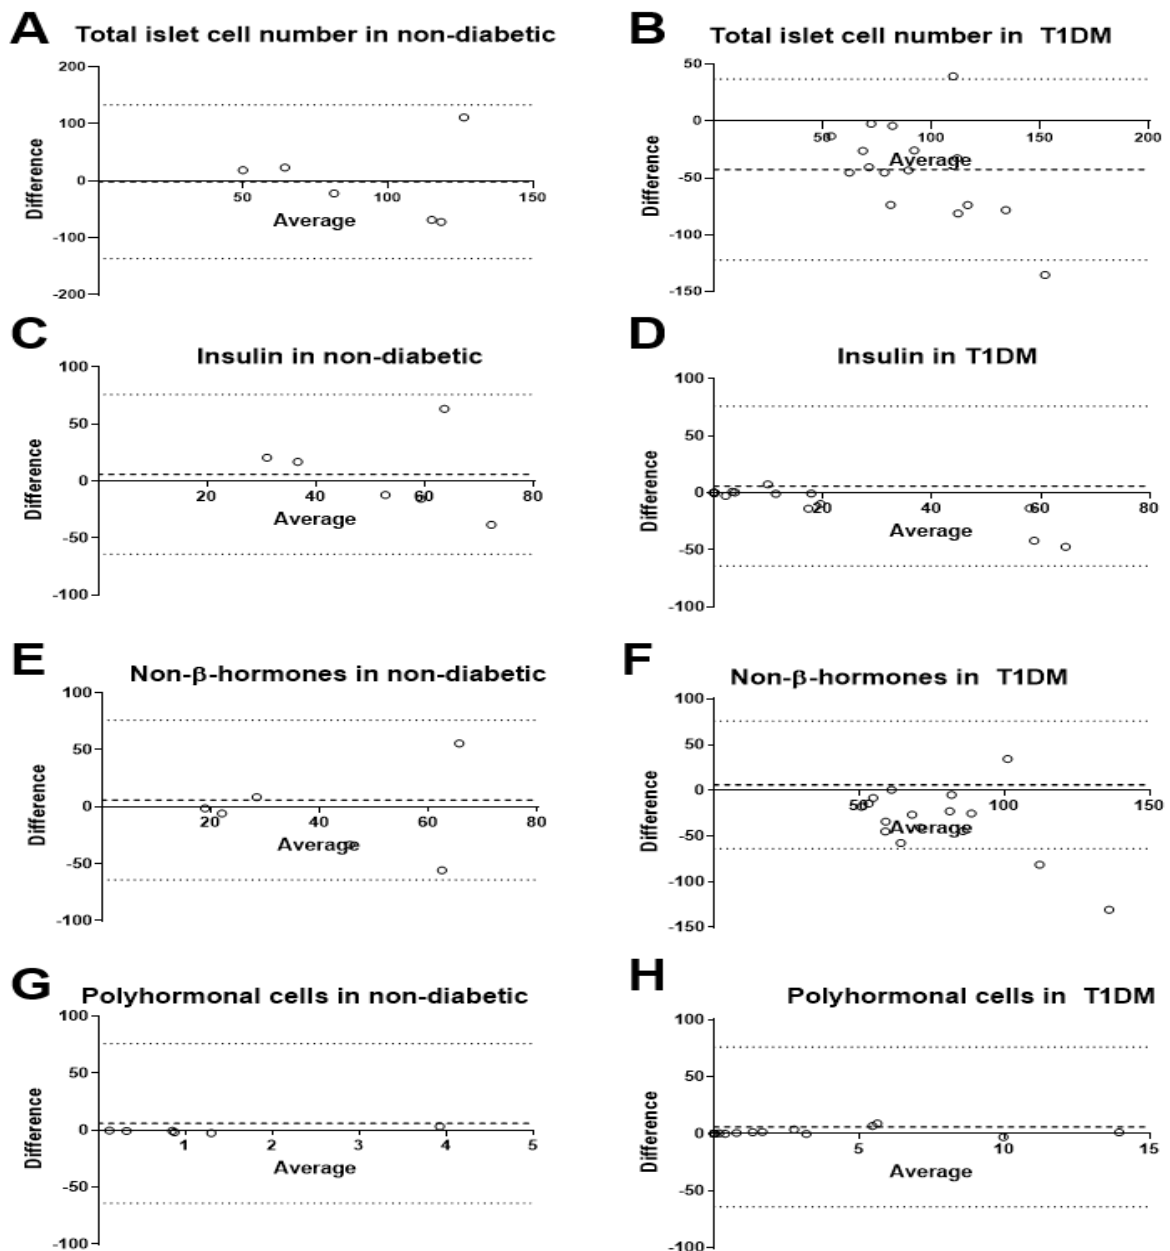 A Total islet cell number in non-diabetic
200
100
0
-100
-200
50 100 150
Difference
Average
B Total islet cell number in T1DM
50
0
-50
-100
-150
50 100 150 200
Difference
Average
C Insulin in non-diabetic
100
50
0
-50
-100
20 40 60 80
Difference
Average
D Insulin in T1DM
100
50
0
-50
-100
20 40 60 80
Difference
Average
E Non-β-hormones in non-diabetic
100
50
0
-50
-100
20 40 60 80
Difference
Average
F Non-β-hormones in T1DM
100
50
0
-50
-100
-150
50 100 150
Difference
Average
G Polyhormonal cells in non-diabetic
100
50
0
-50
-100
1 2 3 4 5
Difference
Average
H Polyhormonal cells in T1DM
100
50
0
-50
-100
5 10 15
Difference
Average